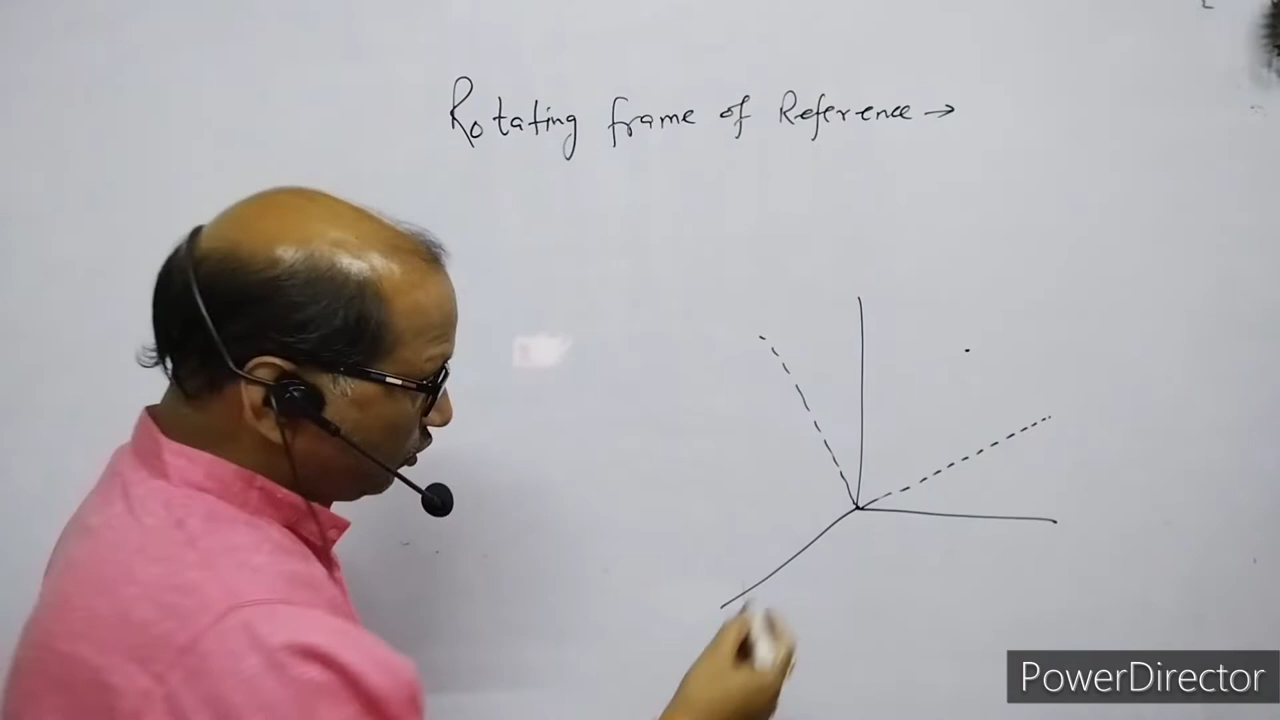 Rotating frame of Reference →
PowerDirector